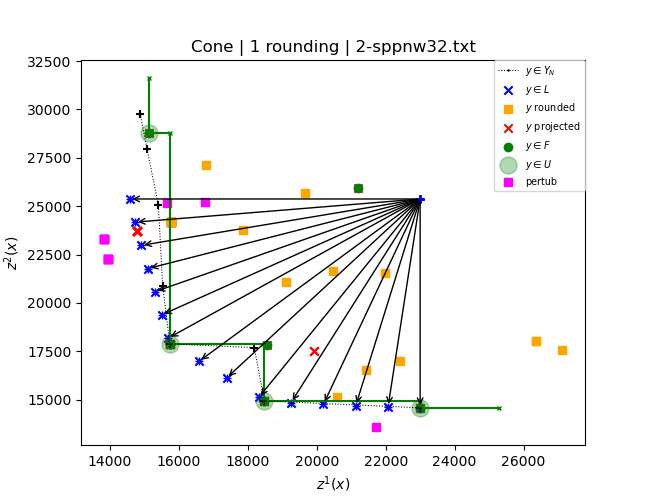 Cone | 1 rounding | 2-sppnw32.txt
32500
30000
27500
25000
22500
20000
17500
15000
z²(x)
14000 16000 18000 20000 22000 24000 26000
z¹(x)
y ∈ Y_N
y ∈ L
y rounded
y projected
y ∈ F
y ∈ U
pertub